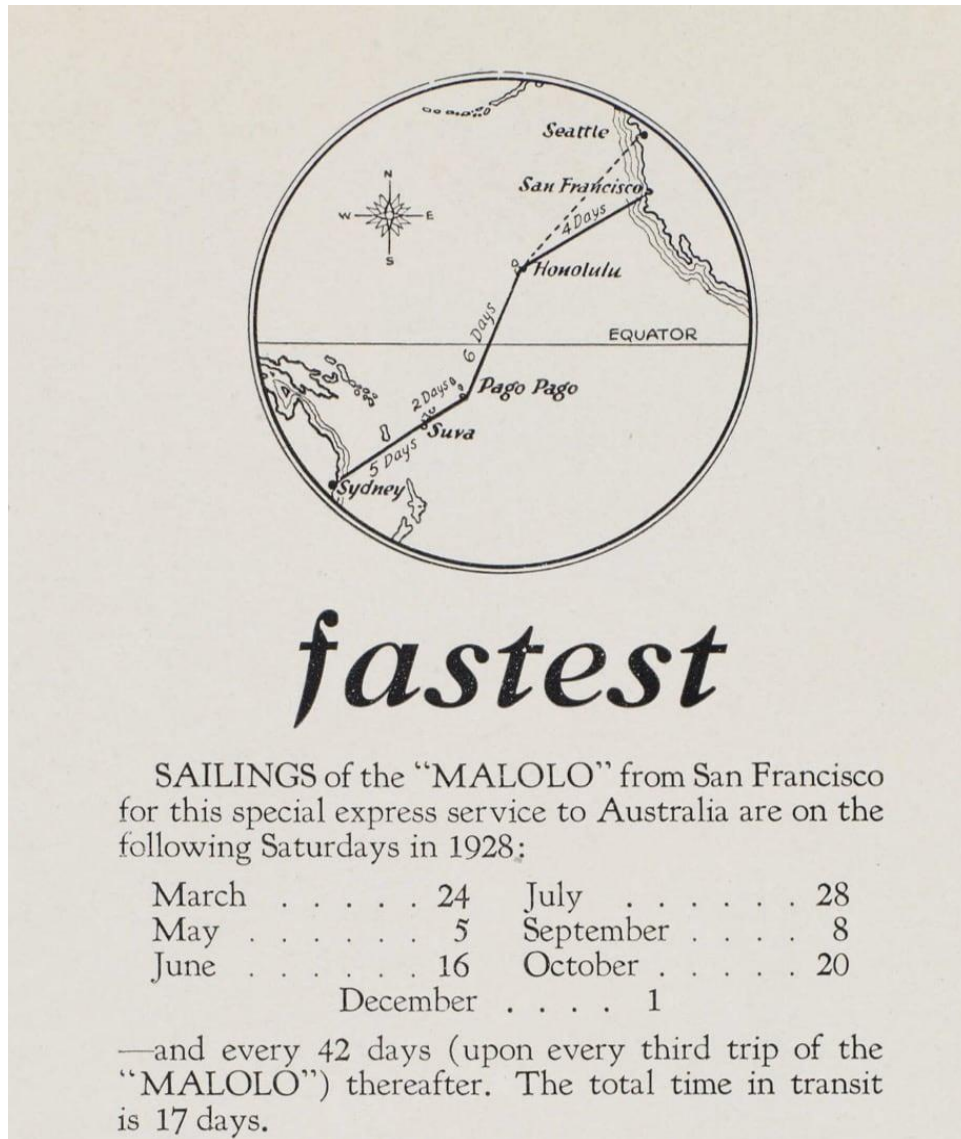 Seattle
San Francisco
4 Days
N
W E
S
Honolulu
6 Days
EQUATOR
2 Days
Pago Pago
Suva
5 Days
Sydney
fastest
SAILINGS of the “MALOLO” from San Francisco
for this special express service to Australia are on the
following Saturdays in 1928:
March . . . . . 24 July . . . . . . 28
May . . . . . . 5 September . . . . 8
June . . . . . . 16 October . . . . . 20
December . . . . 1
—and every 42 days (upon every third trip of the
“MALOLO”) thereafter. The total time in transit
is 17 days.